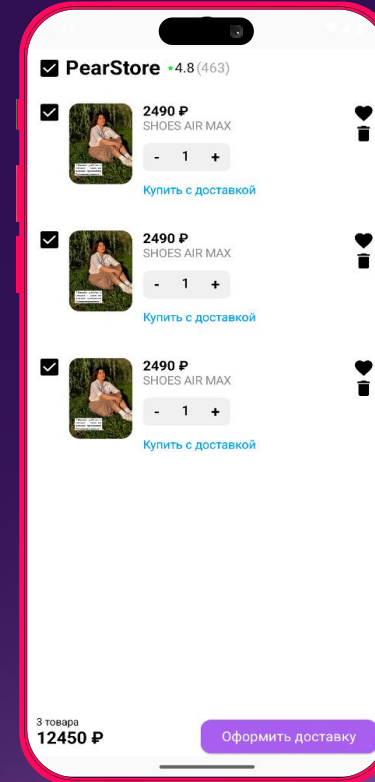 PearStore 4.8 (463)
2490 ₽
SHOES AIR MAX
- 1 +
Купить с доставкой
2490 ₽
SHOES AIR MAX
- 1 +
Купить с доставкой
2490 ₽
SHOES AIR MAX
- 1 +
Купить с доставкой
3 товара
12450 ₽
Оформить доставку